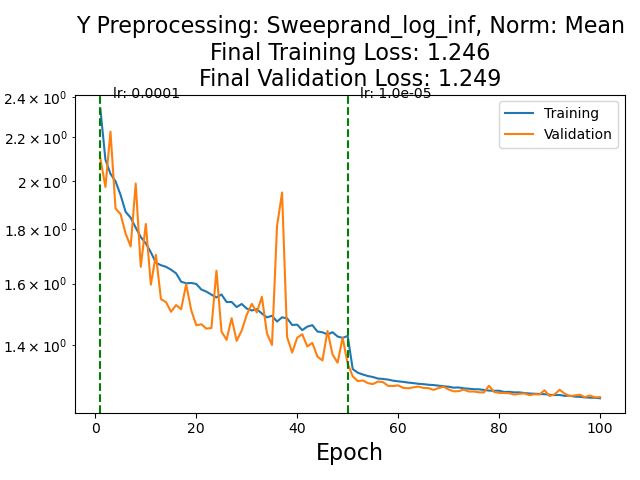 Y Preprocessing: Sweeprand_log_inf, Norm: Mean
Final Training Loss: 1.246
Final Validation Loss: 1.249
lr: 0.0001
lr: 1.0e-05
Training
Validation
2.4 × 10⁰
2.2 × 10⁰
2 × 10⁰
1.8 × 10⁰
1.6 × 10⁰
1.4 × 10⁰
0 20 40 60 80 100
Epoch